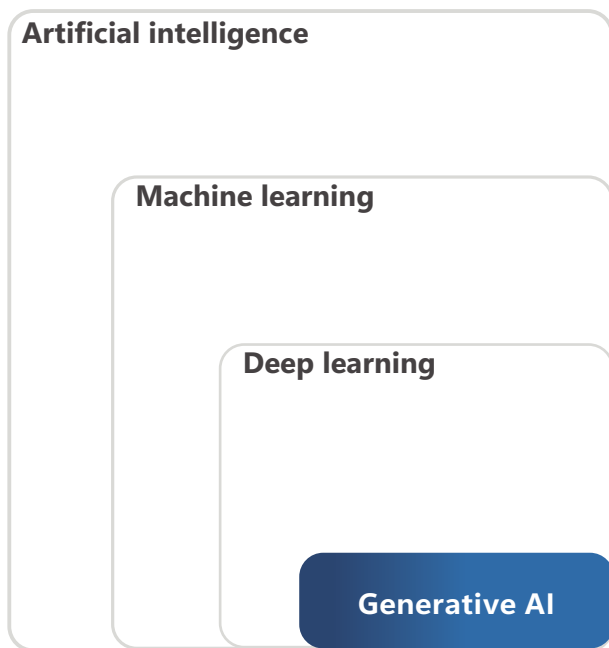 Artificial intelligence
Machine learning
Deep learning
Generative AI